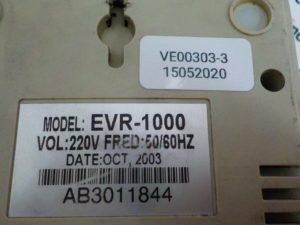 VE00303-3
15052020
MODEL: EVR-1000
VOL:220V FRED:50/60HZ
DATE:OCT, 2003
AB3011844